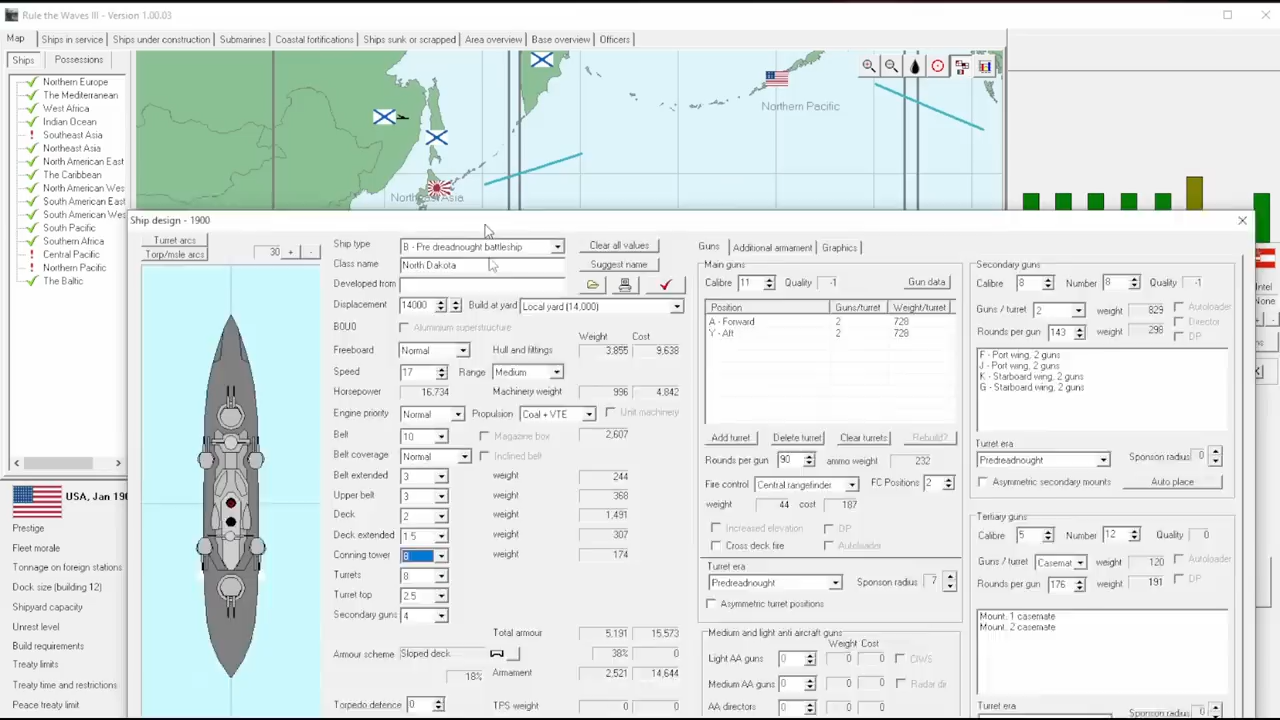 Rule the Waves III - Version 1.00.03
Map
Ships in service
Ships under construction
Submarines
Coastal fortifications
Ships sunk or scrapped
Area overview
Base overview
Officers
Ships
Possessions
Northern Europe
The Mediterranean
West Africa
Indian Ocean
Southeast Asia
Northeast Asia
North American East
The Caribbean
North American Wes
South American East
South American West
South Pacific
Southern Africa
Central Pacific
Northern Pacific
The Baltic
Northern Pacific
Northeast Asia
USA, Jan 190
Prestige
Fleet morale
Tonnage on foreign stations
Dock size (building 12)
Shipyard capacity
Unrest level
Build requirements
Treaty limits
Treaty time and restrictions
Peace treaty limit
Intel
Ship design - 1900
Turret arcs
Torp/msle arcs
30 + -
Ship type B - Pre dreadnought battleship
Clear all values
Class name North Dakota
Suggest name
Developed from
Displacement 14000 Build at yard Local yard (14,000)
BOU0 Aluminium superstructure
Weight Cost
Freeboard Normal Hull and fittings 3,855 9,638
Speed 17 Range Medium
Horsepower 16,734 Machinery weight 996 4,842
Engine priority Normal Propulsion Coal + VTE Unit machinery
Belt 10 Magazine box 2,607
Belt coverage Normal Inclined belt
Belt extended 3 weight 244
Upper belt 3 weight 368
Deck 2 weight 1,491
Deck extended 1.5 weight 307
Conning tower 8 weight 174
Turrets 8
Turret top 2.5
Secondary guns 4
Total armour 5,191 15,573
Armour scheme Sloped deck 38% 0
18% Armament 2,521 14,644
Torpedo defence 0 TPS weight 0 0
Guns
Additional armament
Graphics
Main guns
Calibre 11 Quality -1 Gun data
Position Guns/turret Weight/turret
A - Forward 2 728
Y - Aft 2 728
Add turret Delete turret Clear turrets Rebuild?
Rounds per gun 90 ammo weight 232
Fire control Central rangefinder FC Positions 2
weight 44 cost 187
Increased elevation DP
Cross deck fire Autoloader
Turret era
Predreadnought Sponson radius 7
Asymmetric turret positions
Medium and light anti aircraft guns
Weight Cost
Light AA guns 0 0 0 CIWS
Medium AA guns 0 0 0 Radar dir
AA directors 0 0 0
Secondary guns
Calibre 8 Number 8 Quality -1
Guns / turret 2 weight 829 Autoloader
Director
Rounds per gun 143 weight 298 DP
F - Port wing, 2 guns
J - Port wing, 2 guns
K - Starboard wing, 2 guns
G - Starboard wing, 2 guns
Turret era
Predreadnought Sponson radius 0
Asymmetric secondary mounts Auto place
Tertiary guns
Calibre 5 Number 12 Quality 0
Guns / turret Casemat weight 120 Autoloader
Rounds per gun 176 weight 191 DP
Mount. 1 casemate
Mount. 2 casemate
Turret era
Sponson radius 0